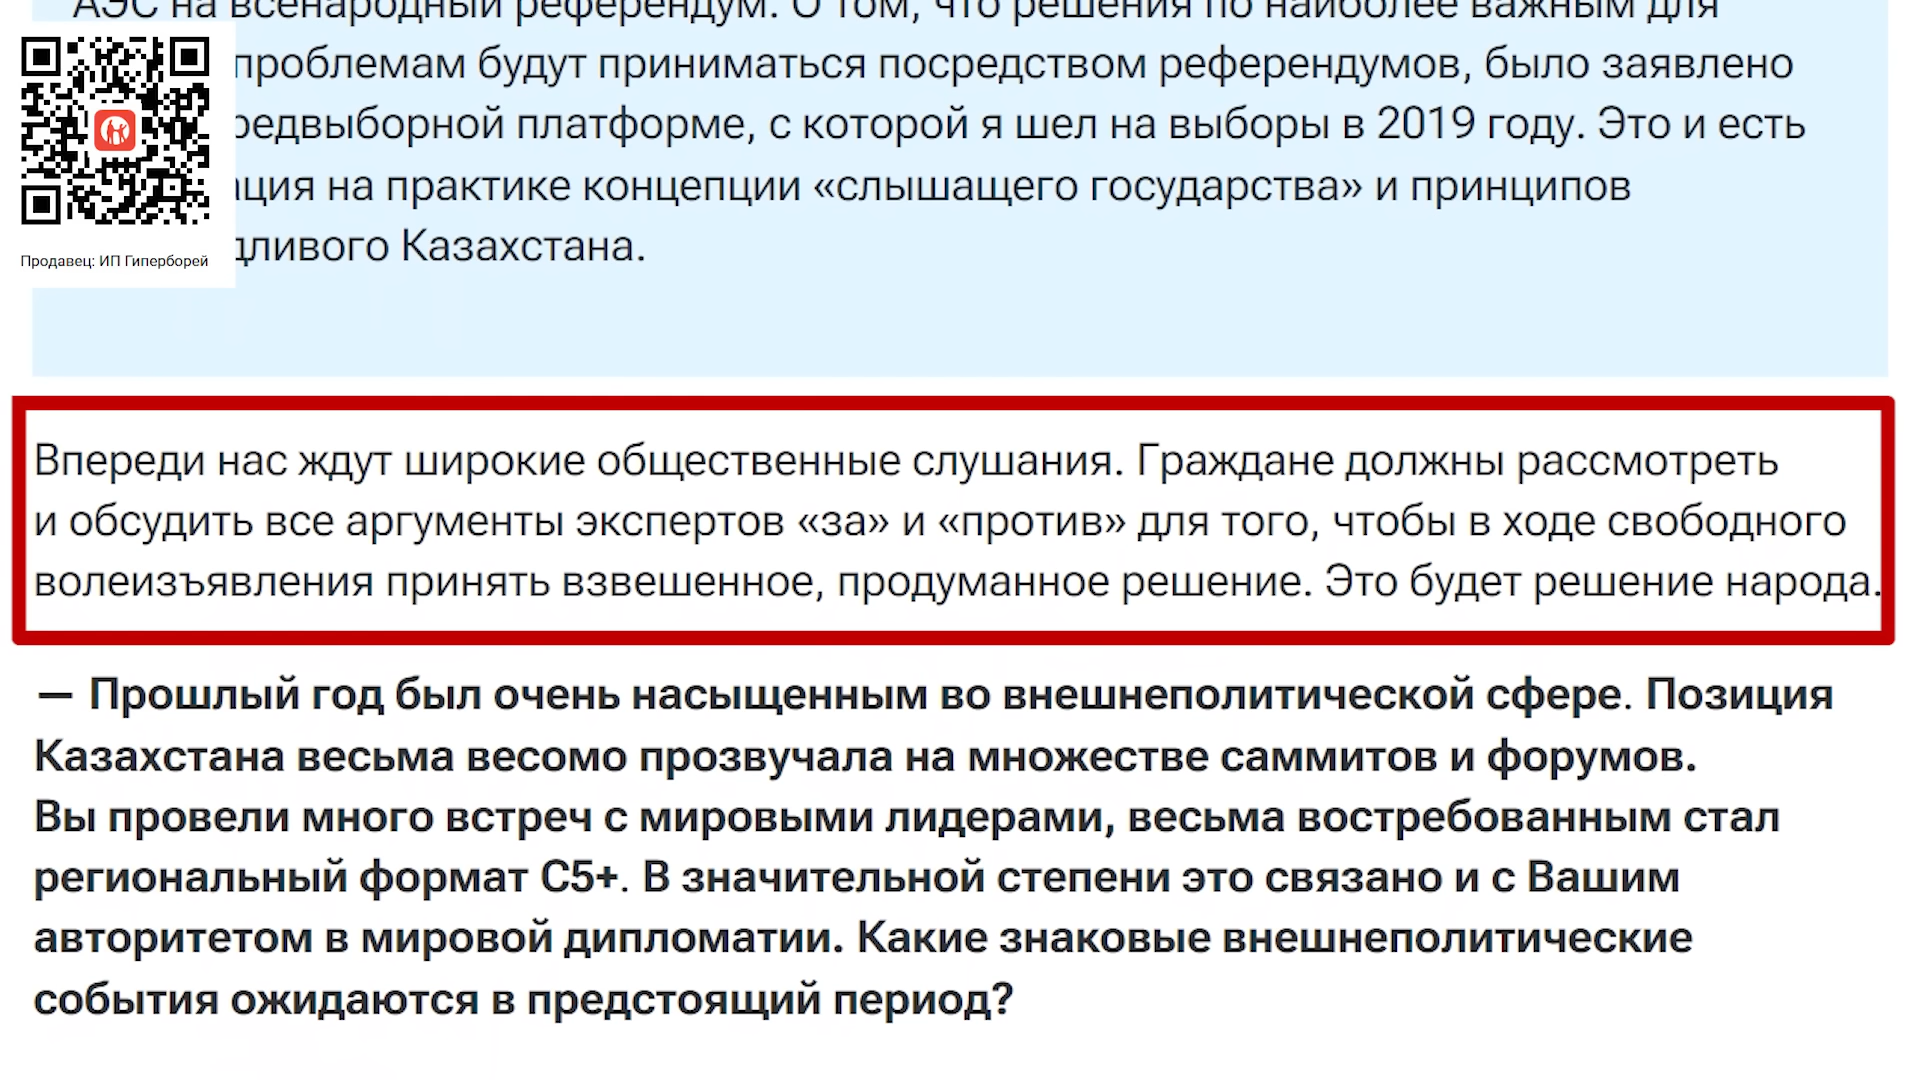 АЭС на всенародный референдум. О том, что решения по наиболее важным для
проблемам будут приниматься посредством референдумов, было заявлено
платформе, с которой я шел на выборы в 2019 году. Это и есть
на практике концепции «слышащего государства» и принципов
Казахстана.
Продавец: ИП Гиперборей
Впереди нас ждут широкие общественные слушания. Граждане должны рассмотреть
и обсудить все аргументы экспертов «за» и «против» для того, чтобы в ходе свободного
волеизъявления принять взвешенное, продуманное решение. Это будет решение народа.
— Прошлый год был очень насыщенным во внешнеполитической сфере. Позиция
Казахстана весьма весомо прозвучала на множестве саммитов и форумов.
Вы провели много встреч с мировыми лидерами, весьма востребованным стал
региональный формат С5+. В значительной степени это связано и с Вашим
авторитетом в мировой дипломатии. Какие знаковые внешнеполитические
события ожидаются в предстоящий период?